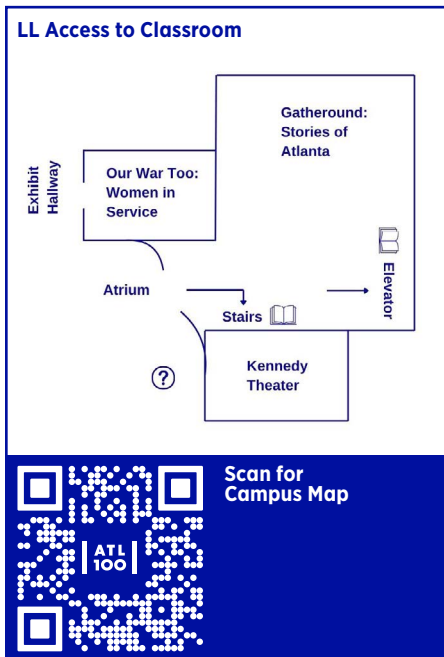 LL Access to Classroom
Gatheround:
Stories of
Atlanta
Our War Too:
Women in
Service
Exhibit
Hallway
Elevator
Atrium
Stairs
?
Kennedy
Theater
Scan for
Campus Map
ATL
100